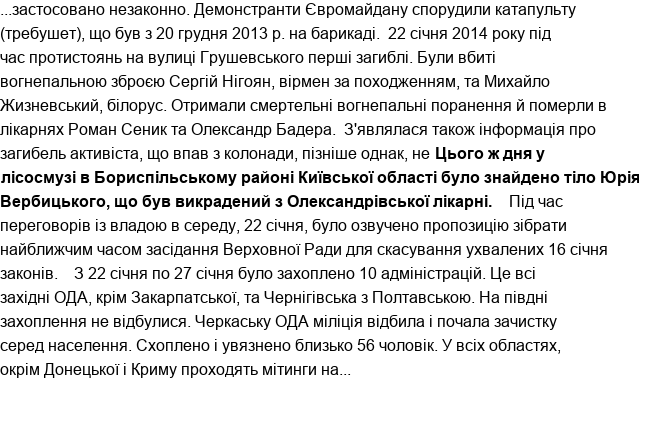 ...застосовано незаконно. Демонстранти Євромайдану спорудили катапульту
(требушет), що був з 20 грудня 2013 р. на барикаді.  22 січня 2014 року під
час протистоянь на вулиці Грушевського перші загиблі. Були вбиті
вогнепальною зброєю Сергій Нігоян, вірмен за походженням, та Михайло
Жизневський, білорус. Отримали смертельні вогнепальні поранення й померли в
лікарнях Роман Сеник та Олександр Бадера.  З'являлася також інформація про
загибель активіста, що впав з колонади, пізніше однак, не Цього ж дня у
лісосмузі в Бориспільському районі Київської області було знайдено тіло Юрія
Вербицького, що був викрадений з Олександрівської лікарні.    Під час
переговорів із владою в середу, 22 січня, було озвучено пропозицію зібрати
найближчим часом засідання Верховної Ради для скасування ухвалених 16 січня
законів.    З 22 січня по 27 січня було захоплено 10 адміністрацій. Це всі
західні ОДА, крім Закарпатської, та Чернігівська з Полтавською. На півдні
захоплення не відбулися. Черкаську ОДА міліція відбила і почала зачистку
серед населення. Схоплено і увязнено близько 56 чоловік. У всіх областях,
окрім Донецької і Криму проходять мітинги на...